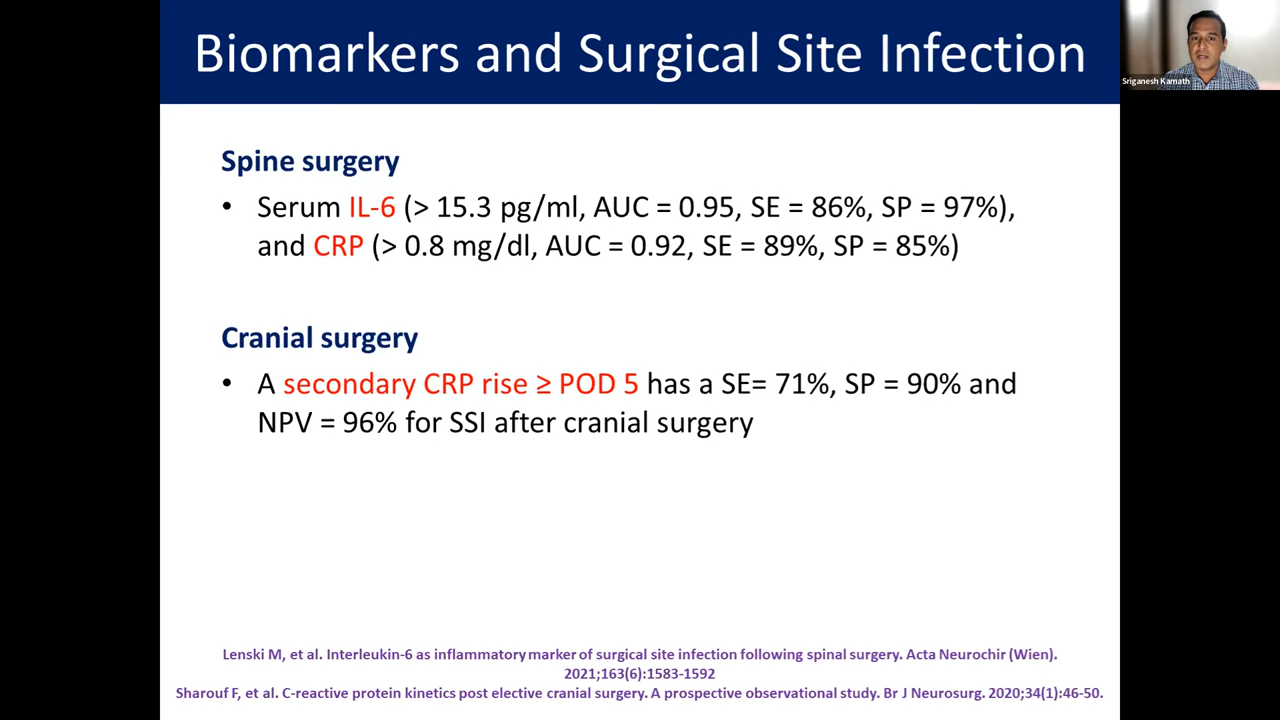 Biomarkers and Surgical Site Infection
Sriganesh Kamath
Spine surgery
• Serum IL-6 (> 15.3 pg/ml, AUC = 0.95, SE = 86%, SP = 97%),
and CRP (> 0.8 mg/dl, AUC = 0.92, SE = 89%, SP = 85%)
Cranial surgery
• A secondary CRP rise ≥ POD 5 has a SE= 71%, SP = 90% and
NPV = 96% for SSI after cranial surgery
Lenski M, et al. Interleukin-6 as inflammatory marker of surgical site infection following spinal surgery. Acta Neurochir (Wien).
2021;163(6):1583-1592
Sharouf F, et al. C-reactive protein kinetics post elective cranial surgery. A prospective observational study. Br J Neurosurg. 2020;34(1):46-50.